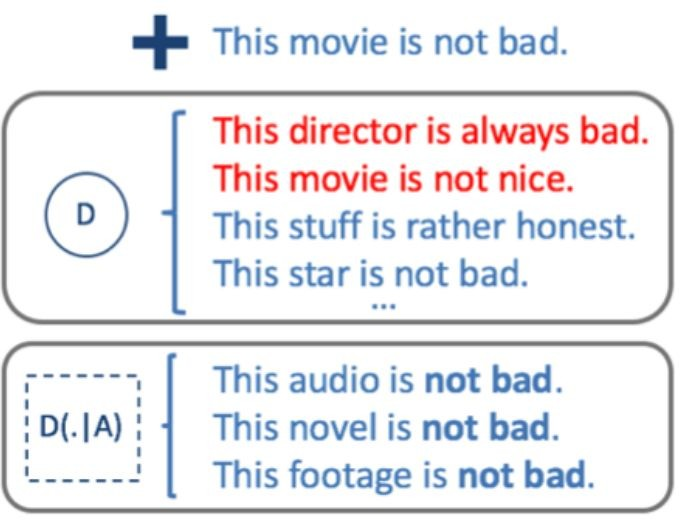 + This movie is not bad.
This director is always bad.
This movie is not nice.
D
This stuff is rather honest.
This star is not bad.
...
This audio is not bad.
D(.|A)
This novel is not bad.
This footage is not bad.